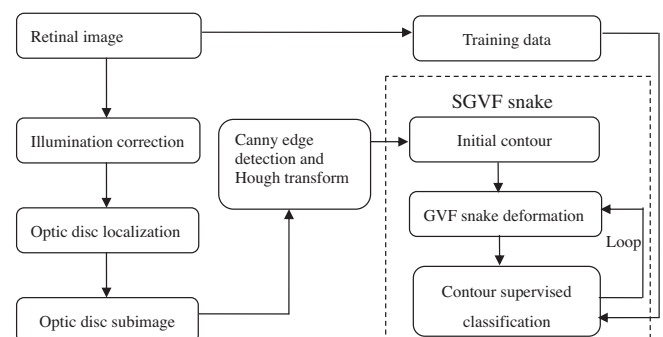 Retinal image
Training data
SGVF snake
Illumination correction
Canny edge
detection and
Hough transform
Initial contour
Optic disc localization
GVF snake deformation
Loop
Optic disc subimage
Contour supervised
classification